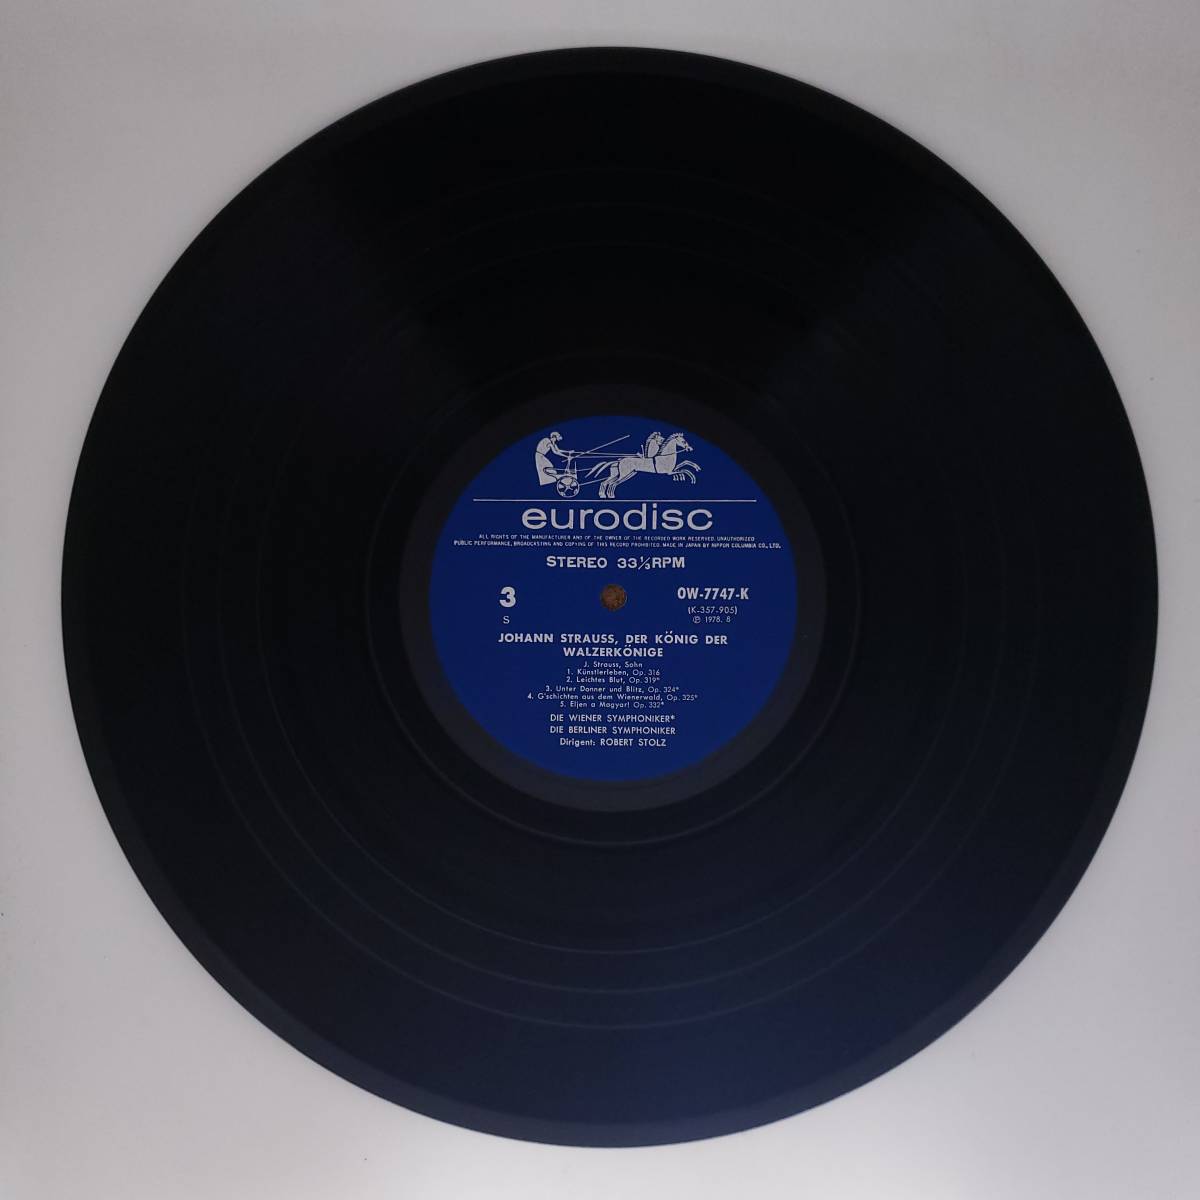 eurodisc
ALL RIGHTS OF THE MANUFACTURER AND OF THE OWNER OF THE RECORDED WORK RESERVED. UNAUTHORIZED
PUBLIC PERFORMANCE, BROADCASTING AND COPYING OF THIS RECORD PROHIBITED. MADE IN JAPAN BY NIPPON COLUMBIA CO., LTD.
STEREO 33⅓RPM
3
OW-7747-K
S
(K-357-905)
Ⓟ 1978. 8
JOHANN STRAUSS, DER KÖNIG DER
WALZERKÖNIGE
J. Strauss, Sohn
1. Künstlerleben, Op. 316
2. Leichtes Blut, Op. 319*
3. Unter Donner und Blitz, Op. 324*
4. G'schichten aus dem Wienerwald, Op. 325*
5. Eljen a Magyar! Op. 332*
DIE WIENER SYMPHONIKER*
DIE BERLINER SYMPHONIKER
Dirigent: ROBERT STOLZ